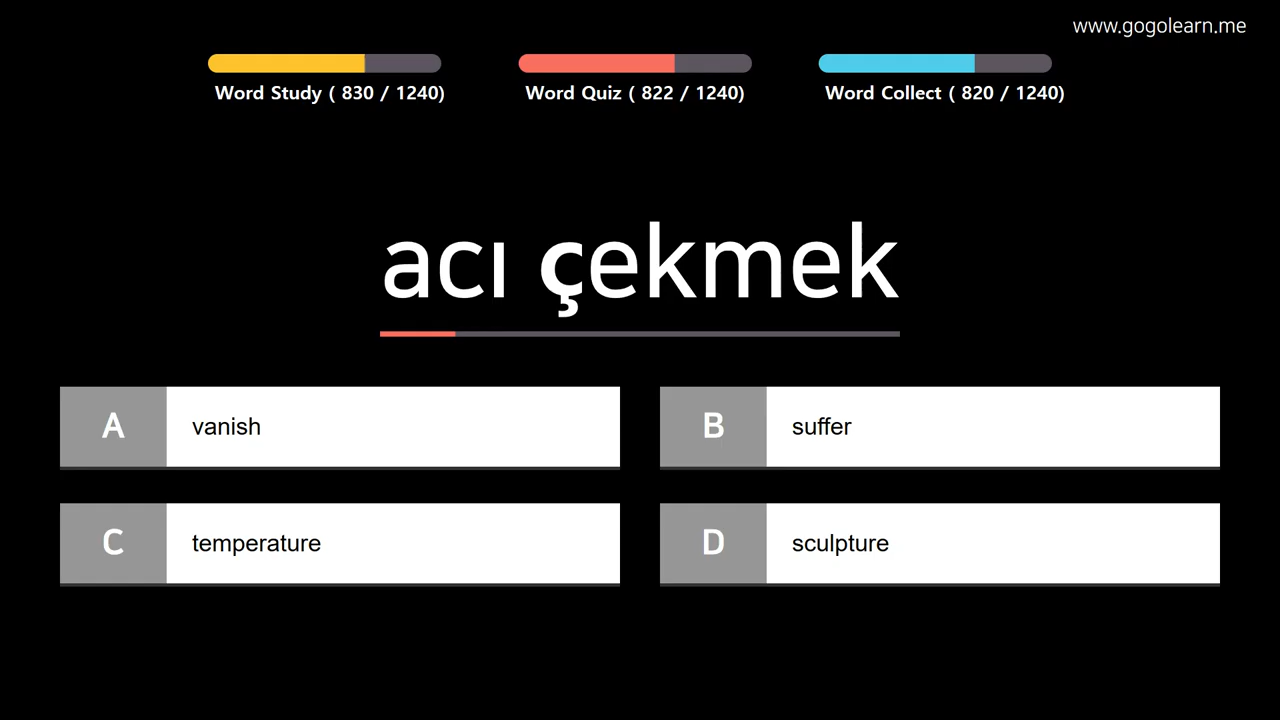 www.gogolearn.me
Word Study ( 830 / 1240)
Word Quiz ( 822 / 1240)
Word Collect ( 820 / 1240)
acı çekmek
A
vanish
B
suffer
C
temperature
D
sculpture